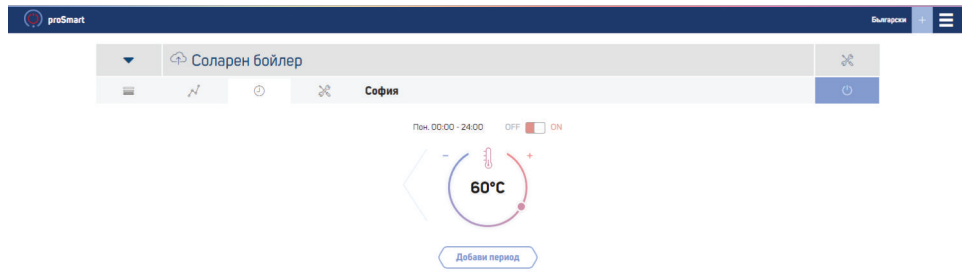 proSmart
Български +
Соларен бойлер
София
Пон. 00:00 - 24:00 OFF ON
- +
60°C
Добави период